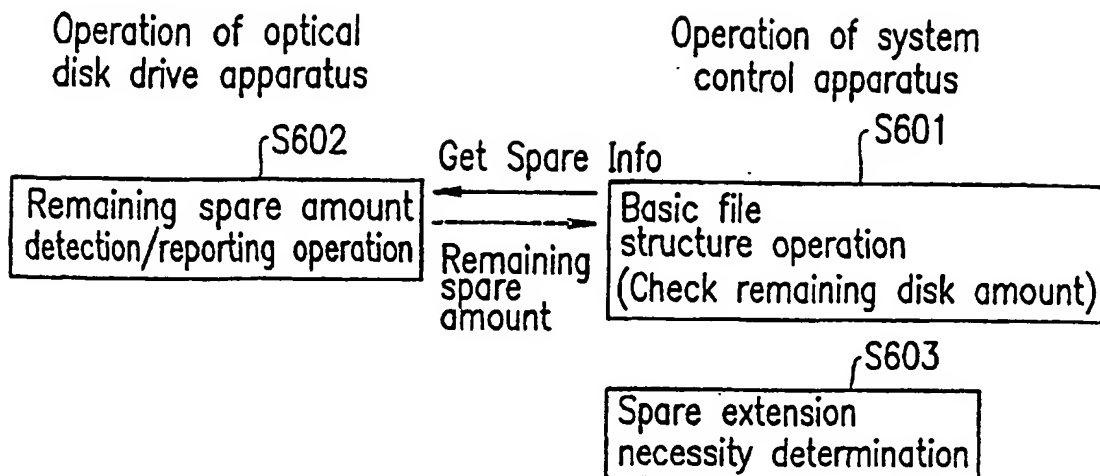 Operation of optical
disk drive apparatus
Operation of system
control apparatus
S602
S601
Get Spare Info
Remaining spare amount
detection/reporting operation
Remaining
spare
amount
Basic file
structure operation
(Check remaining disk amount)
S603
Spare extension
necessity determination